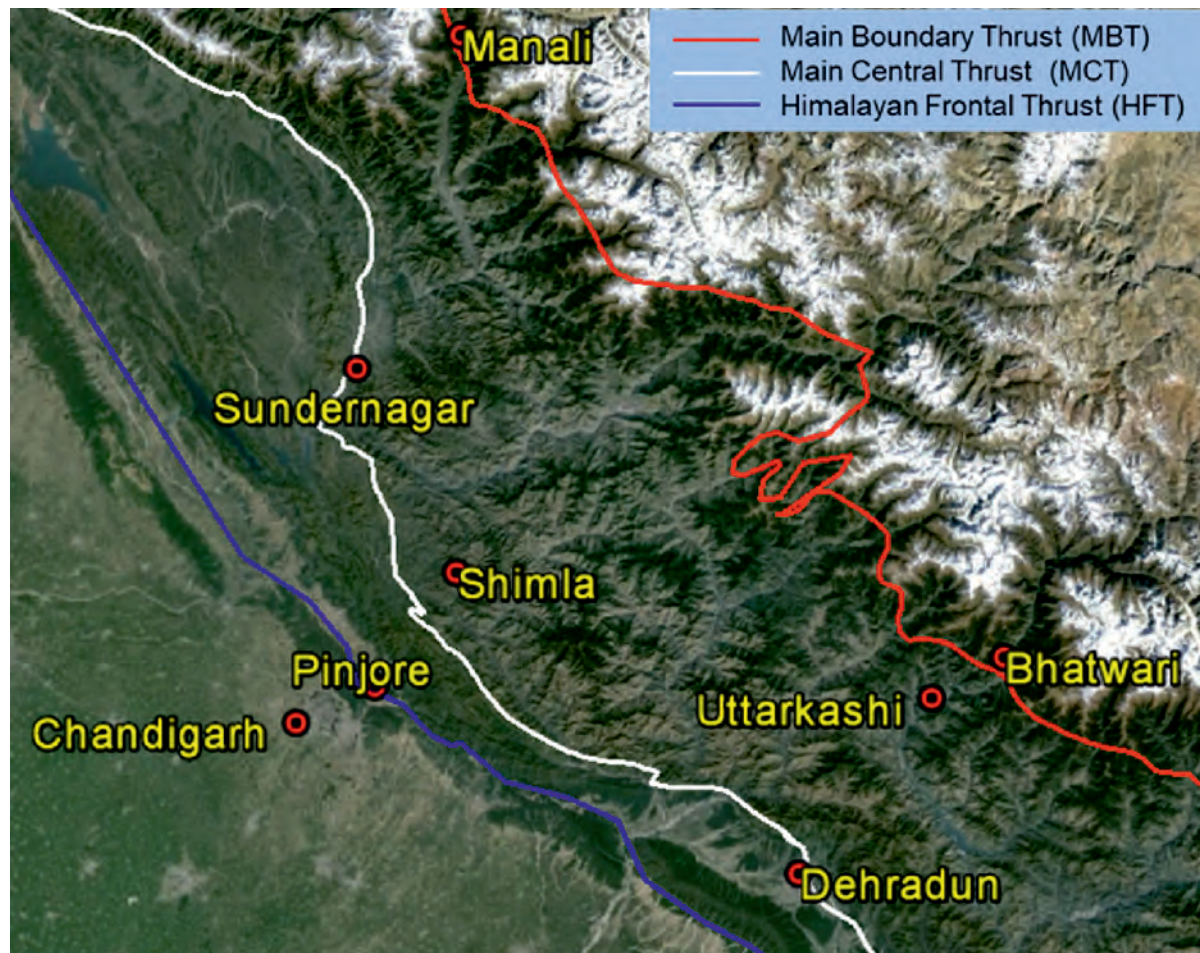 Manali
Main Boundary Thrust (MBT)
Main Central Thrust (MCT)
Himalayan Frontal Thrust (HFT)
Sundernagar
Shimla
Pinjore
Bhatwari
Uttarkashi
Chandigarh
Dehradun